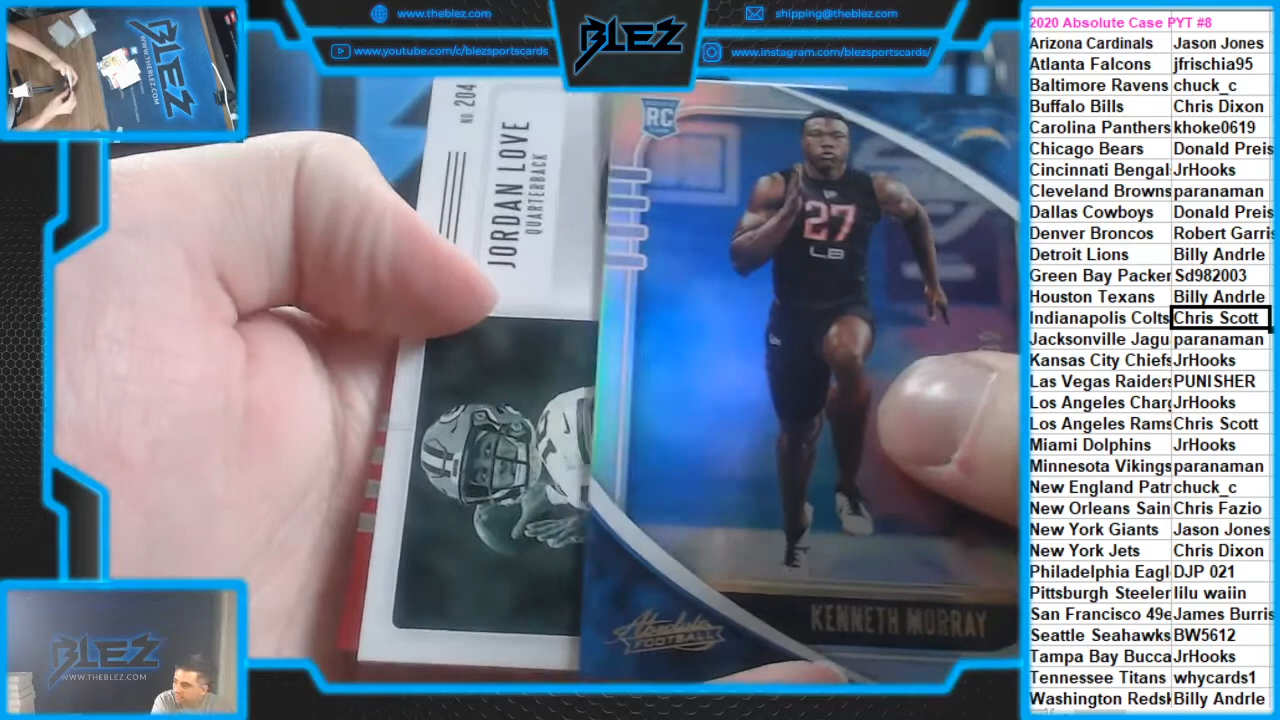 www.theblez.com
www.youtube.com/c/blezsportscards
BLEZ
shipping@theblez.com
www.instagram.com/blezsportscards/
BLEZ
WWW.THEBLEZ.COM
NO. 204
JORDAN LOVE
QUARTERBACK
RC
27
LB
KENNETH MURRAY
Absolute
FOOTBALL
BLEZ
WWW.THEBLEZ.COM
2020 Absolute Case PYT #8
Arizona Cardinals Jason Jones
Atlanta Falcons jfrischia95
Baltimore Ravens chuck_c
Buffalo Bills Chris Dixon
Carolina Panthers khoke0619
Chicago Bears Donald Preis
Cincinnati Bengal JrHooks
Cleveland Browns paranaman
Dallas Cowboys Donald Preis
Denver Broncos Robert Garris
Detroit Lions Billy Andrle
Green Bay Packer Sd982003
Houston Texans Billy Andrle
Indianapolis Colts Chris Scott
Jacksonville Jagu paranaman
Kansas City Chiefs JrHooks
Las Vegas Raiders PUNISHER
Los Angeles Charg JrHooks
Los Angeles Rams Chris Scott
Miami Dolphins JrHooks
Minnesota Vikings paranaman
New England Patr chuck_c
New Orleans Sain Chris Fazio
New York Giants Jason Jones
New York Jets Chris Dixon
Philadelphia Eagl DJP 021
Pittsburgh Steeler lilu waiin
San Francisco 49e James Burris
Seattle Seahawks BW5612
Tampa Bay Bucca JrHooks
Tennessee Titans whycards1
Washington Redsk Billy Andrle